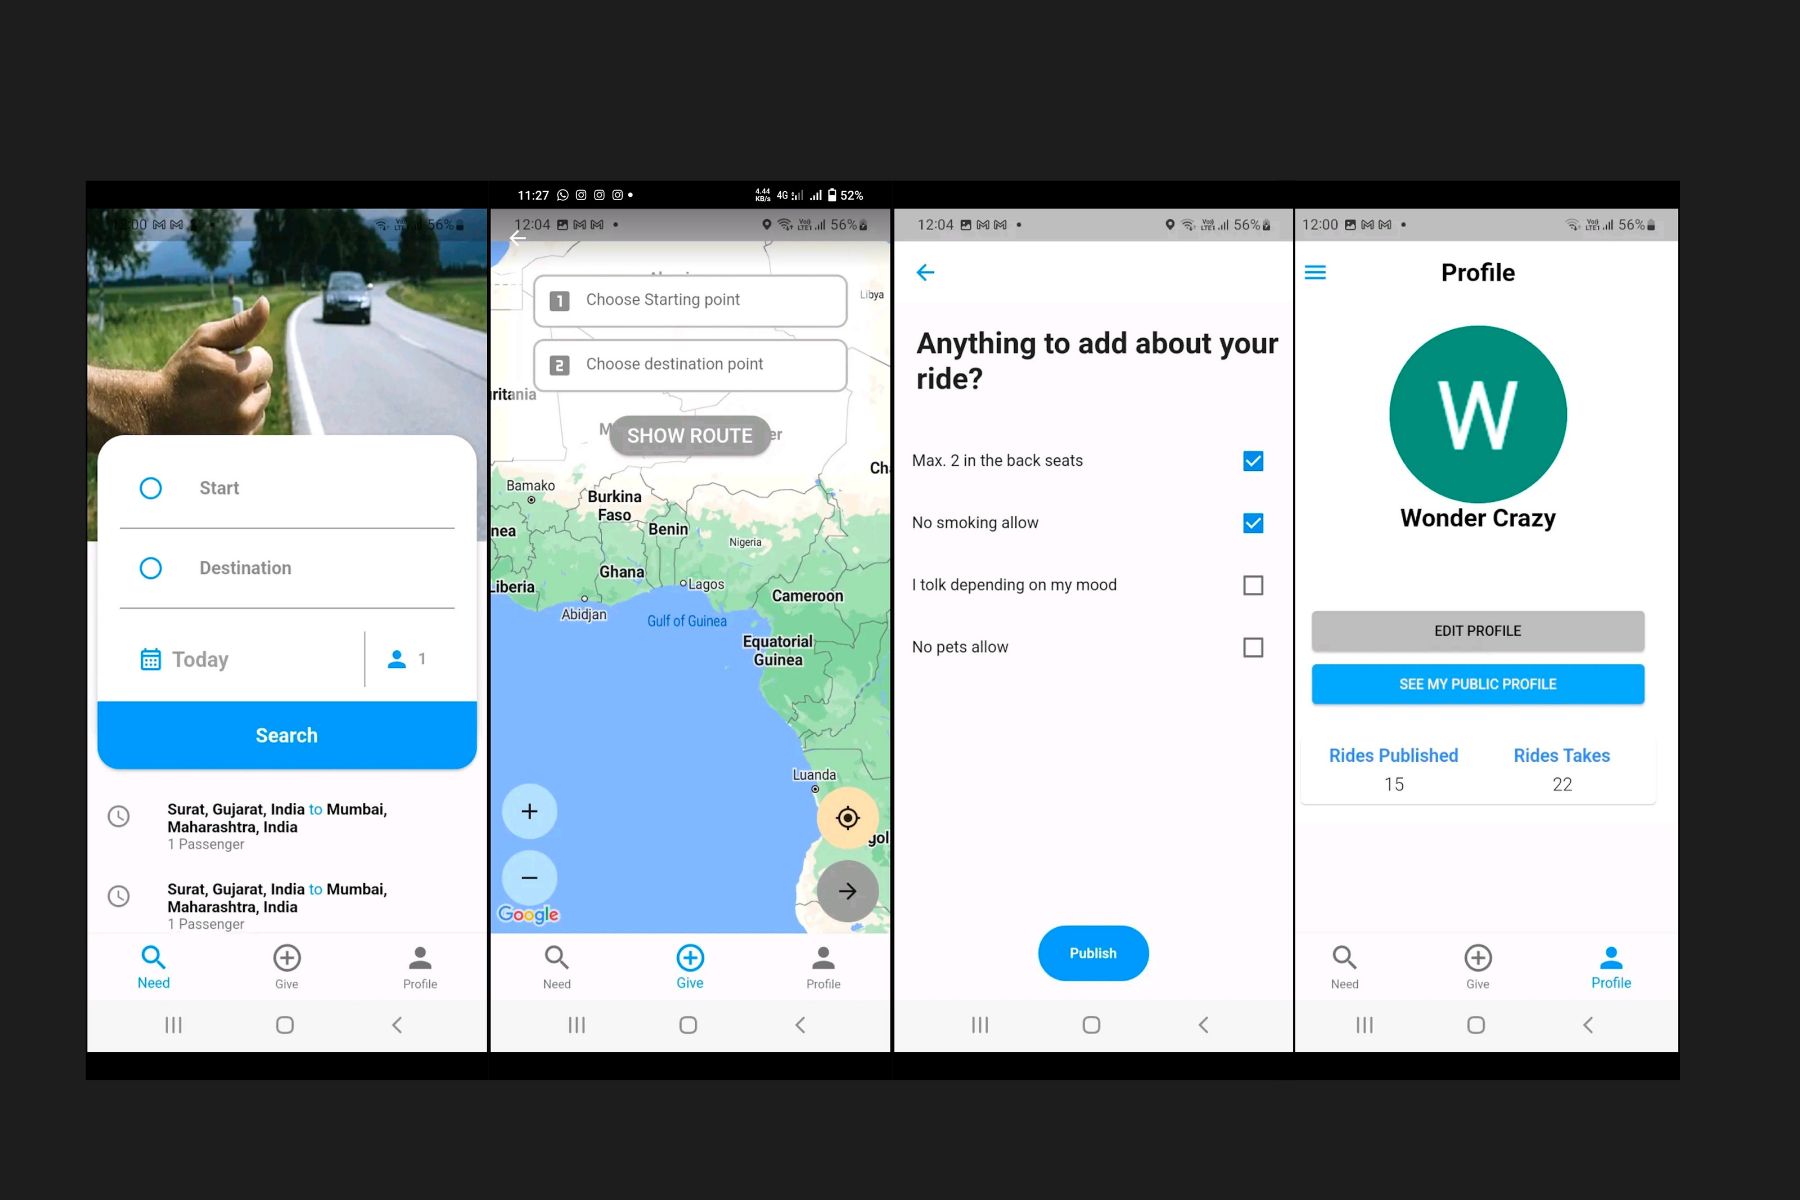 12:00
56%
Start
Destination
Today
1
Search
Surat, Gujarat, India to Mumbai,
Maharashtra, India
1 Passenger
Surat, Gujarat, India to Mumbai,
Maharashtra, India
1 Passenger
Need
Give
Profile
11:27
4.44
KB/s
4G
52%
12:04
56%
1 Choose Starting point
Libya
2 Choose destination point
ritania
M
SHOW ROUTE
er
Ch
Bamako
Burkina
Faso
Benin
nea
Nigeria
Ghana
Liberia
Lagos
Cameroon
Abidjan
Gulf of Guinea
Equatorial
Guinea
Luanda
gol
+
−
Google
Need
Give
Profile
12:04
56%
Anything to add about your
ride?
Max. 2 in the back seats
No smoking allow
I tolk depending on my mood
No pets allow
Publish
12:00
56%
Profile
W
Wonder Crazy
EDIT PROFILE
SEE MY PUBLIC PROFILE
Rides Published
Rides Takes
15
22
Need
Give
Profile